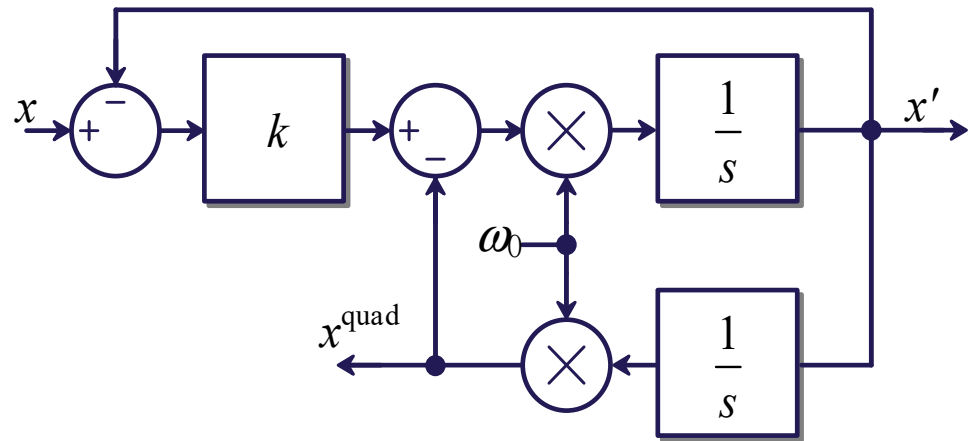 x
−
+
k
+
−
×
1
s
x′
ω₀
x^quad
×
1
s